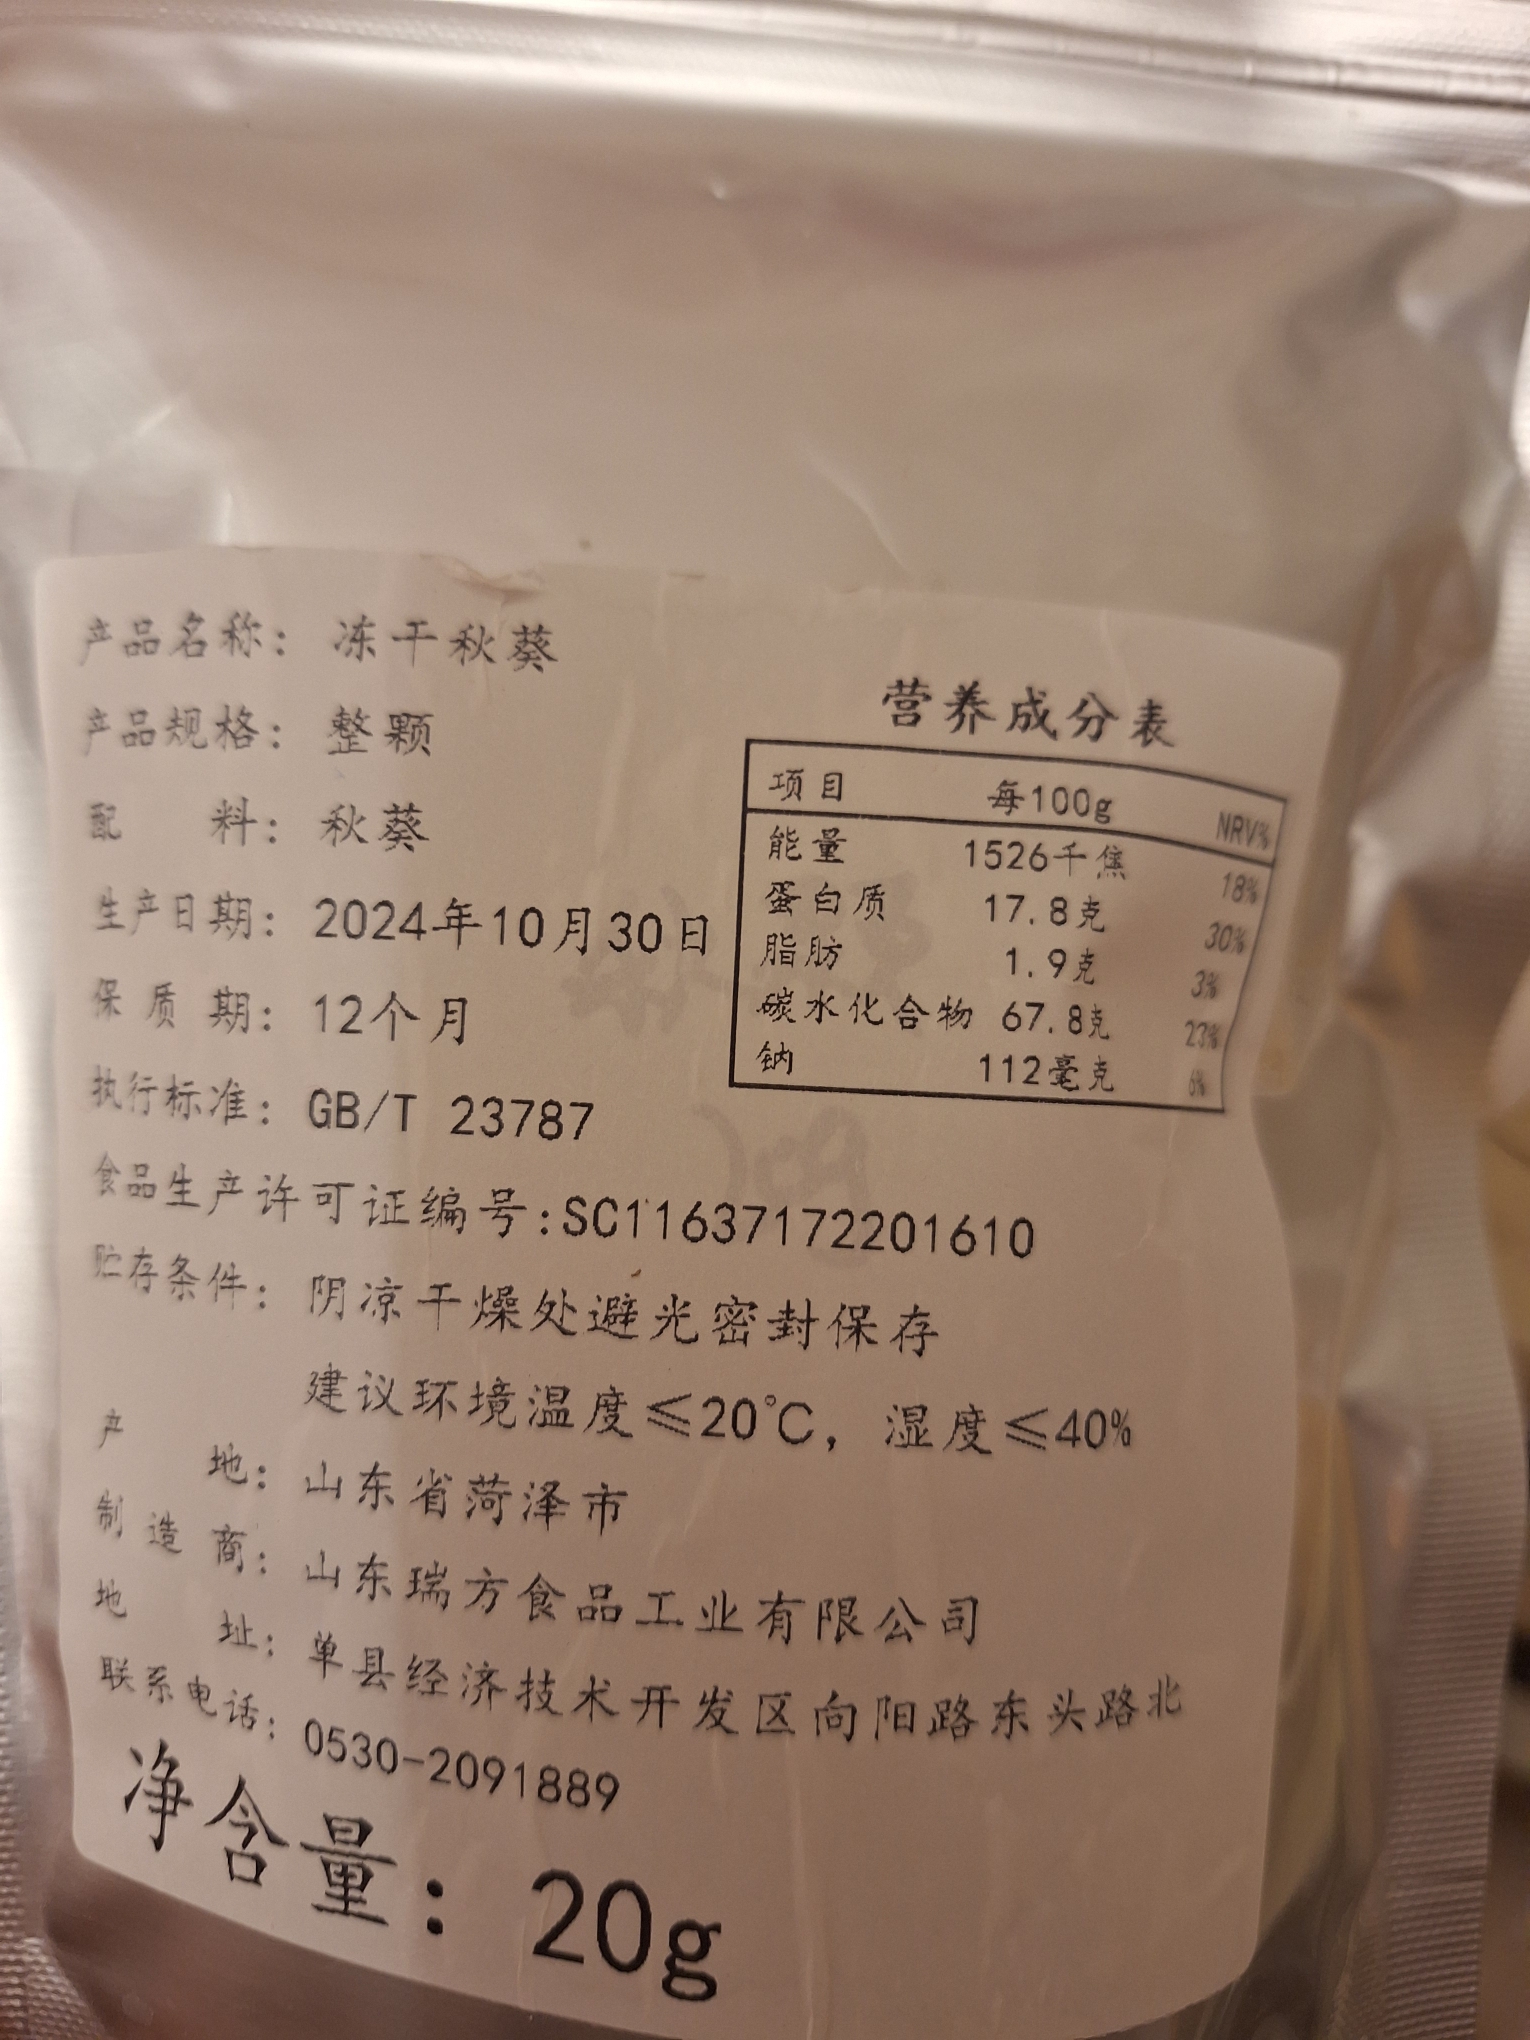 产品名称： 冻干秋葵
产品规格： 整颗
配料： 秋葵
生产日期： 2024年10月30日
保质期： 12个月
执行标准： GB/T 23787
食品生产许可证编号:SC11637172201610
贮存条件： 阴凉干燥处避光密封保存
建议环境温度≤20℃，湿度≤40%
产地： 山东省菏泽市
制造商： 山东瑞方食品工业有限公司
地址： 单县经济技术开发区向阳路东头路北
联系电话： 0530-2091889
净含量： 20g
营养成分表
项目 每100g NRV%
能量 1526千焦 18%
蛋白质 17.8克 30%
脂肪 1.9克 3%
碳水化合物 67.8克 23%
钠 112毫克 6%